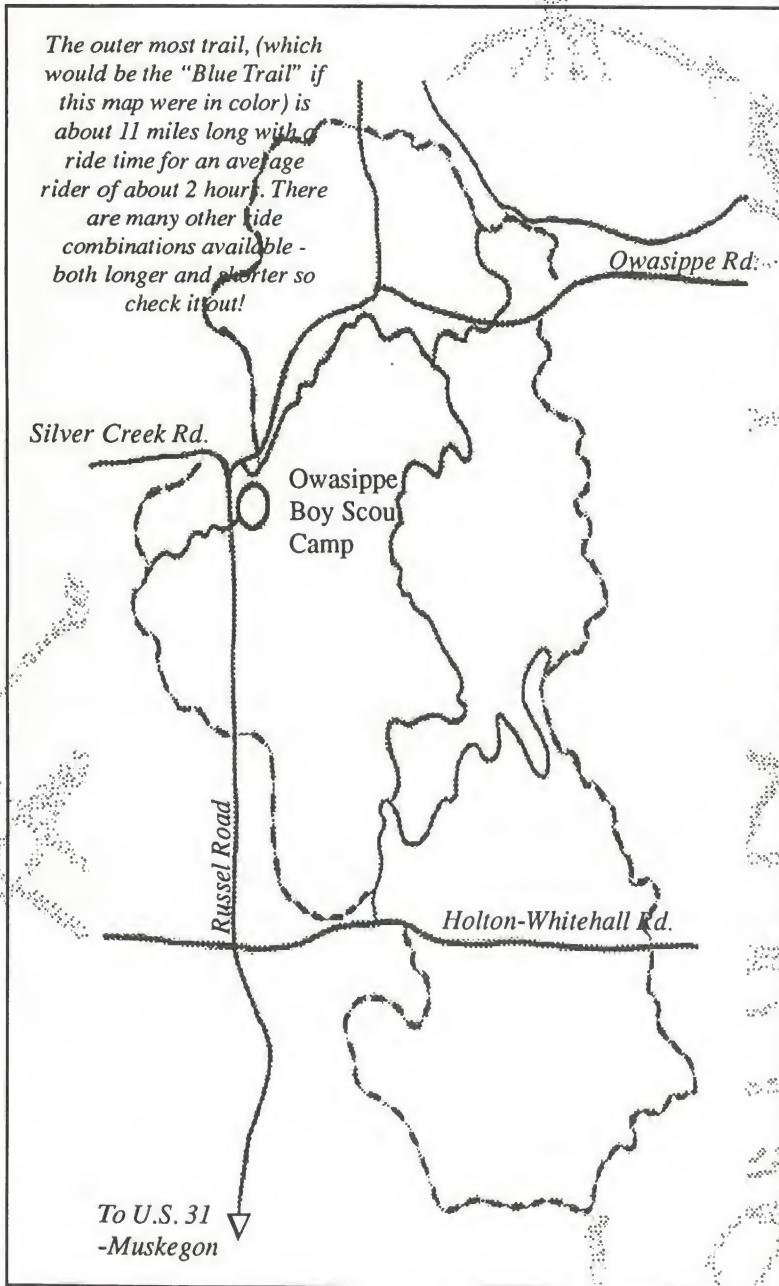 The outer most trail, (which
would be the "Blue Trail" if
this map were in color) is
about 11 miles long with a
ride time for an average
rider of about 2 hours. There
are many other ride
combinations available -
both longer and shorter so
check it out!
Owasippe Rd.
Silver Creek Rd.
Owasippe
Boy Scou
Camp
Russel Road
Holton-Whitehall Rd.
To U.S. 31
-Muskegon